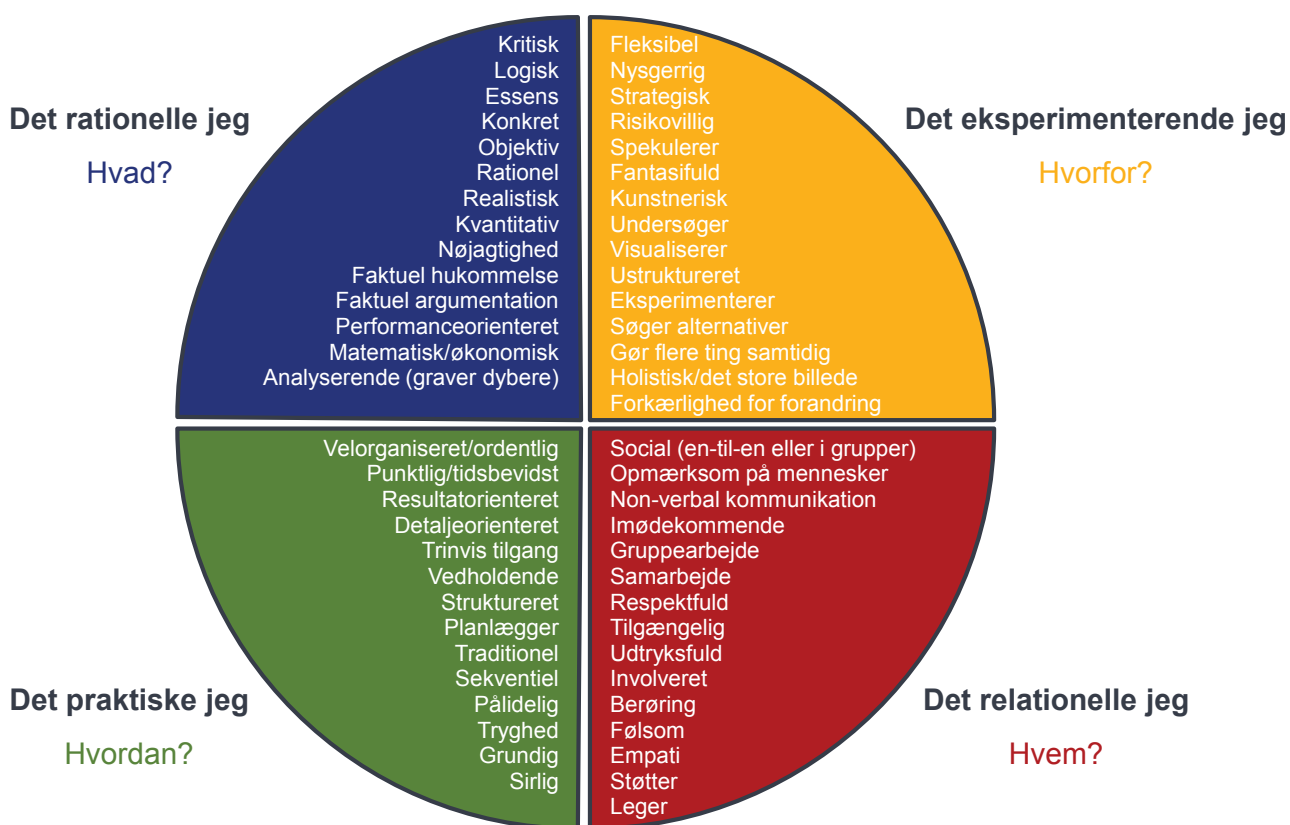 Det rationelle jeg
Hvad?
Kritisk
Logisk
Essens
Konkret
Objektiv
Rationel
Realistisk
Kvantitativ
Nøjagtighed
Faktuel hukommelse
Faktuel argumentation
Performanceorienteret
Matematisk/økonomisk
Analyserende (graver dybere)
Det eksperimenterende jeg
Hvorfor?
Fleksibel
Nysgerrig
Strategisk
Risikovillig
Spekulerer
Fantasifuld
Kunstnerisk
Undersøger
Visualiserer
Ustruktureret
Eksperimenterer
Søger alternativer
Gør flere ting samtidig
Holistisk/det store billede
Forkærlighed for forandring
Det praktiske jeg
Hvordan?
Velorganiseret/ordentlig
Punktlig/tidsbevidst
Resultatorienteret
Detaljeorienteret
Trinvis tilgang
Vedholdende
Struktureret
Planlægger
Traditionel
Sekventiel
Pålidelig
Tryghed
Grundig
Sirlig
Det relationelle jeg
Hvem?
Social (en-til-en eller i grupper)
Opmærksom på mennesker
Non-verbal kommunikation
Imødekommende
Gruppearbejde
Samarbejde
Respektfuld
Tilgængelig
Udtryksfuld
Involveret
Berøring
Følsom
Empati
Støtter
Leger